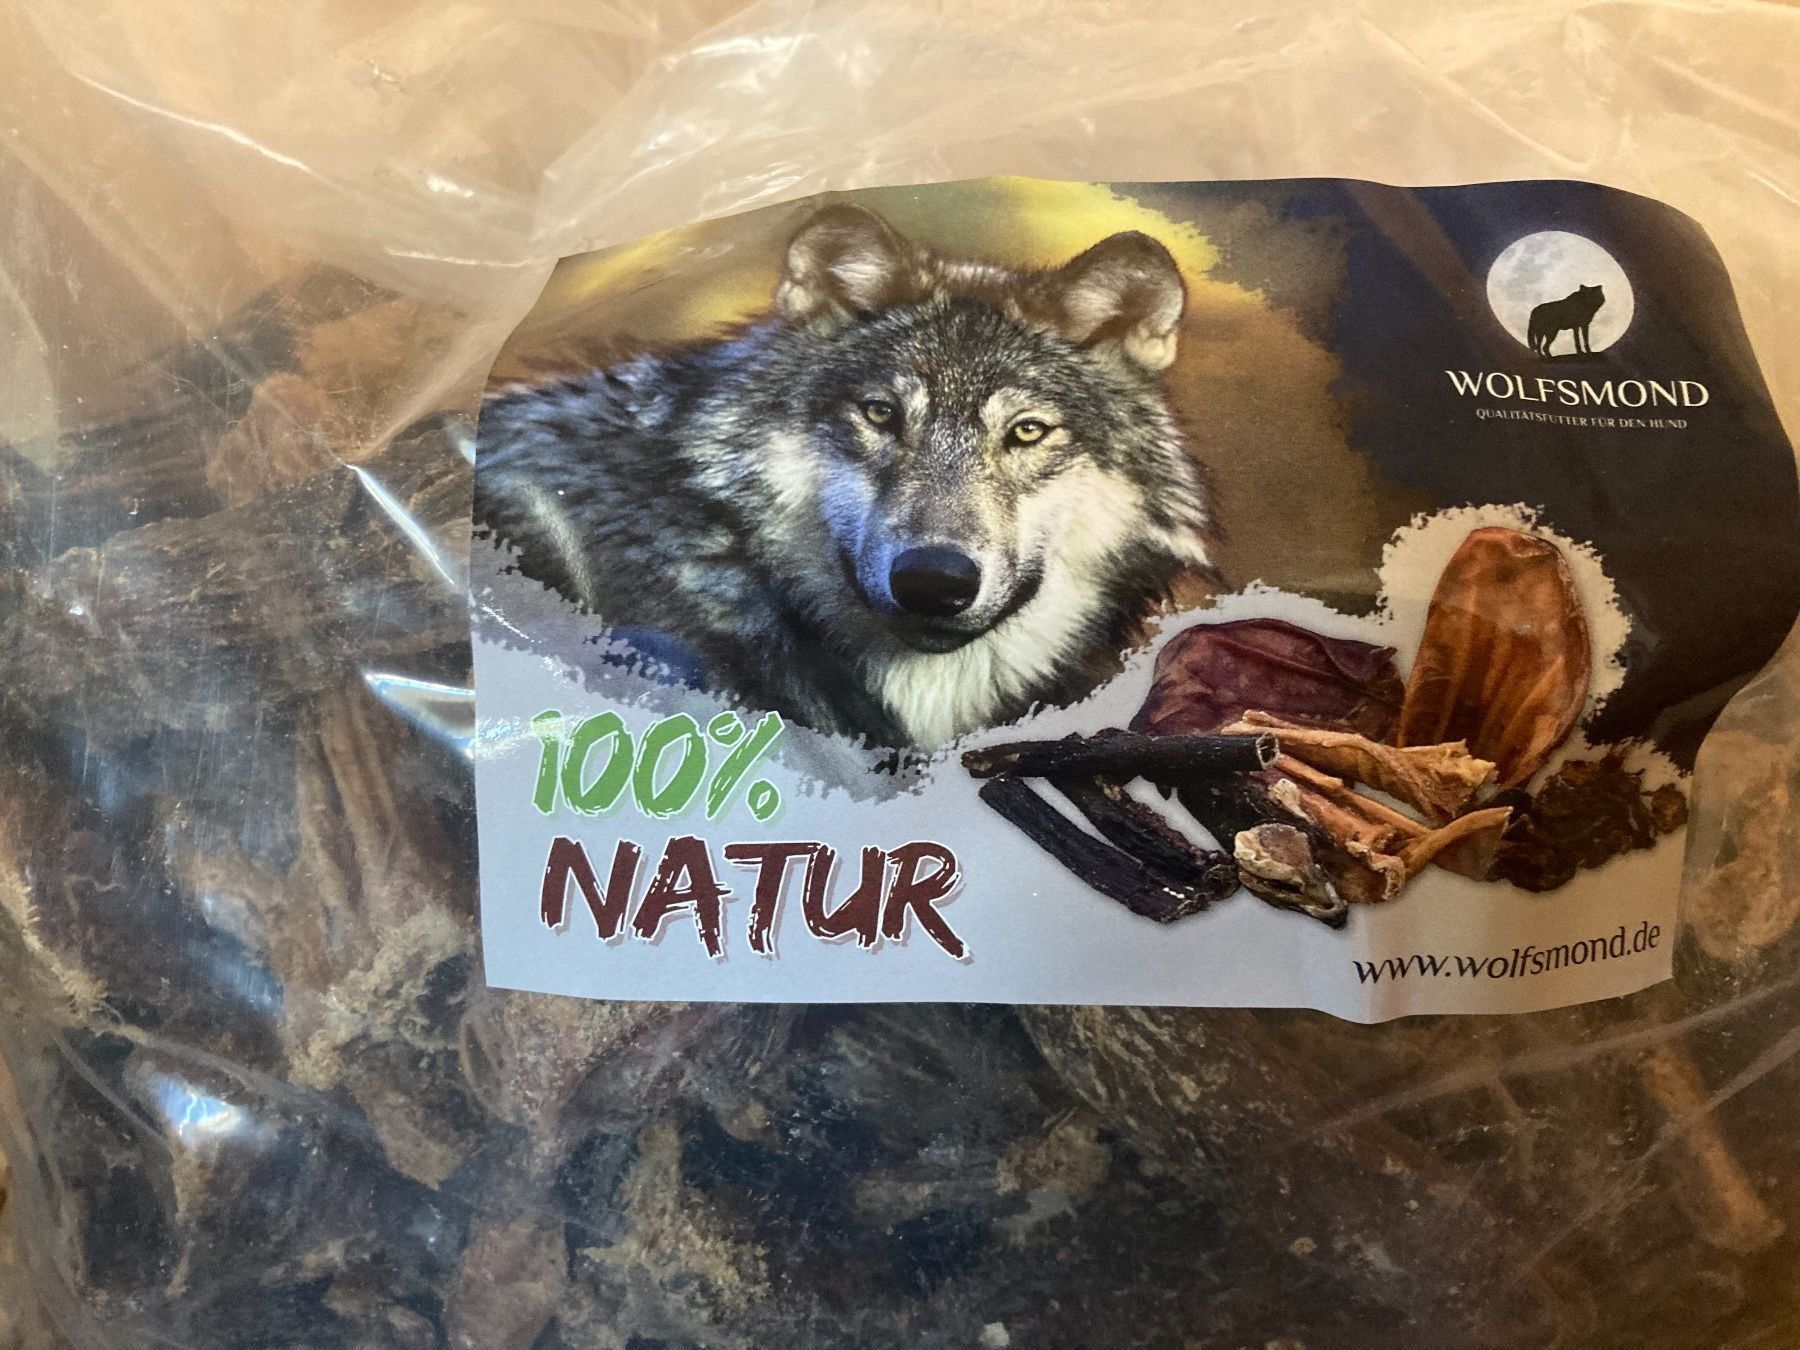 WOLFSMOND
QUALITÄTSFUTTER FÜR DEN HUND
100%
NATUR
www.wolfsmond.de